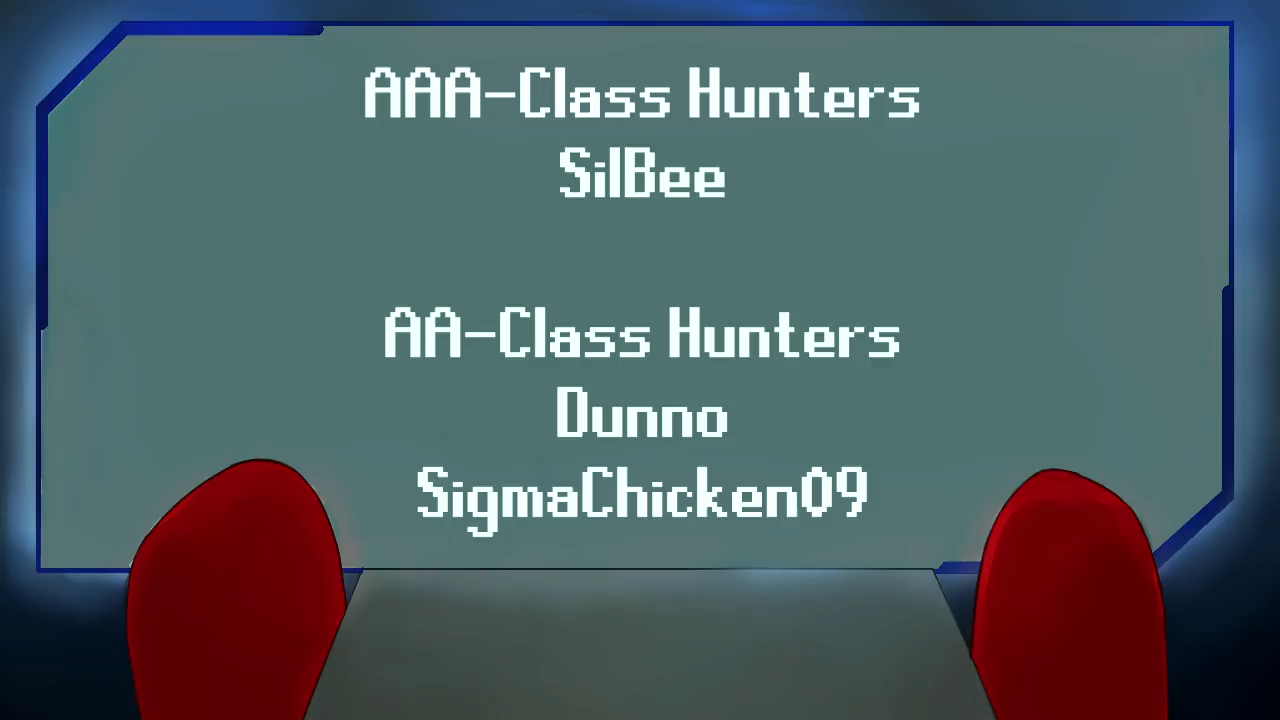 AAA-Class Hunters
SilBee
AA-Class Hunters
Dunno
SigmaChicken09